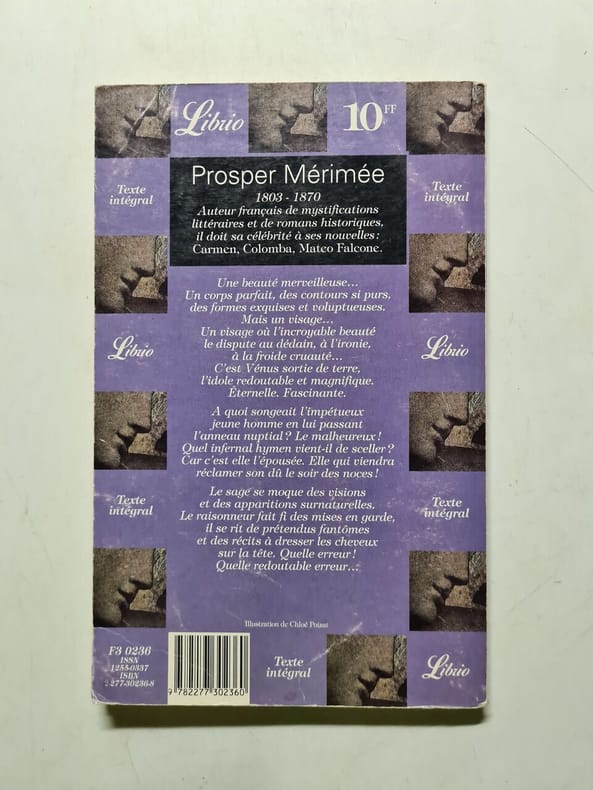 Librio
10 FF
Prosper Mérimée
1803 - 1870
Auteur français de mystifications
littéraires et de romans historiques,
il doit sa célébrité à ses nouvelles :
Carmen, Colomba, Mateo Falcone.
Texte
intégral
Texte
intégral
Une beauté merveilleuse...
Un corps parfait, des contours si purs,
des formes exquises et voluptueuses.
Mais un visage...
Un visage où l'incroyable beauté
le dispute au dédain, à l'ironie,
à la froide cruauté...
C'est Vénus sortie de terre,
l'idole redoutable et magnifique.
Éternelle. Fascinante.
Librio
Librio
A quoi songeait l'impétueux
jeune homme en lui passant
l'anneau nuptial ? Le malheureux !
Quel infernal hymen vient-il de sceller ?
Car c'est elle l'épousée. Elle qui viendra
réclamer son dû le soir des noces !
Le sage se moque des visions
et des apparitions surnaturelles.
Le raisonneur fait fi des mises en garde,
il se rit de prétendus fantômes
et des récits à dresser les cheveux
sur la tête. Quelle erreur !
Quelle redoutable erreur...
Texte
intégral
Texte
intégral
Illustration de Chloé Poizat
F3 0236
ISSN
1255-0337
ISBN
2-277-30236-8
9 782277 302360
Texte
intégral
Librio